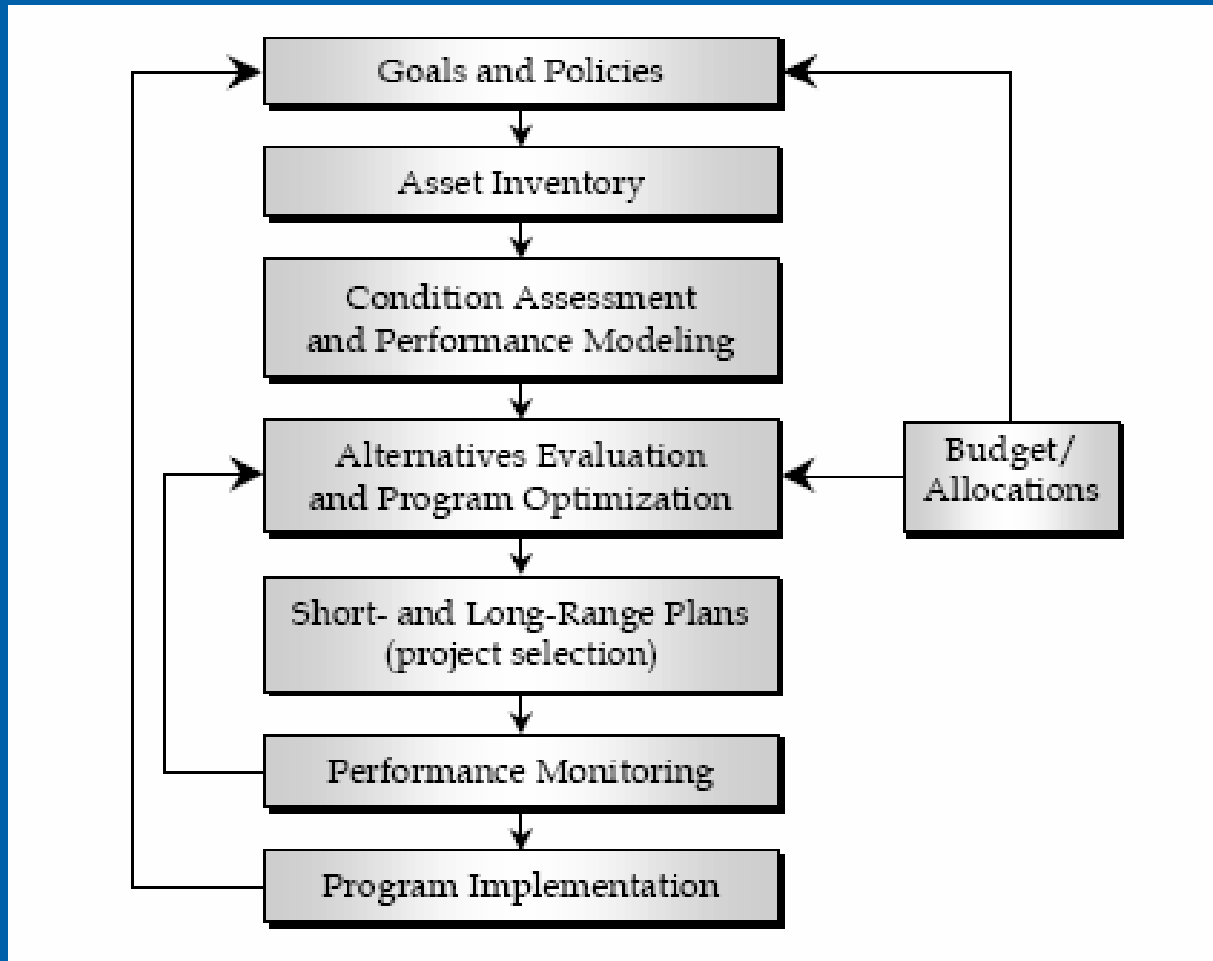 Goals and Policies
Asset Inventory
Condition Assessment
and Performance Modeling
Alternatives Evaluation
and Program Optimization
Budget/
Allocations
Short- and Long-Range Plans
(project selection)
Performance Monitoring
Program Implementation